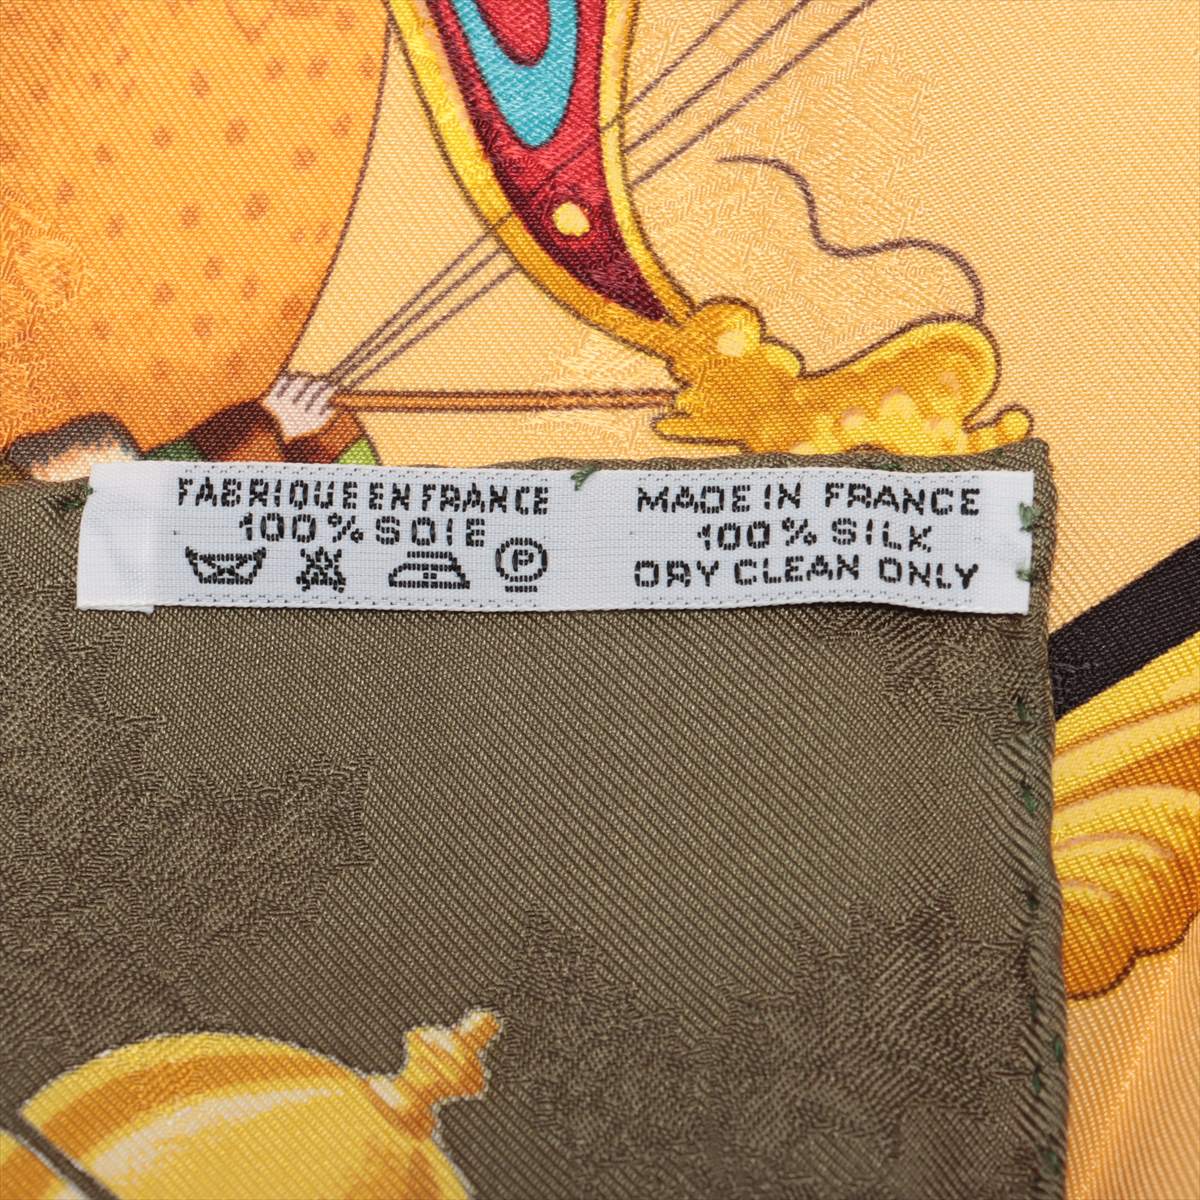 FABRIQUE EN FRANCE
100% SOIE
P
MADE IN FRANCE
100% SILK
DRY CLEAN ONLY